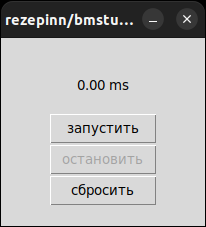 rezepinn/bmstu...
0.00 ms
запустить
остановить
сбросить